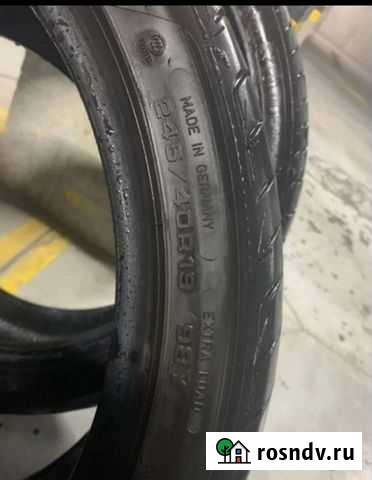 MADE IN GERMANY
245/40R19 98Y
EXTRA LOAD
rosndv.ru